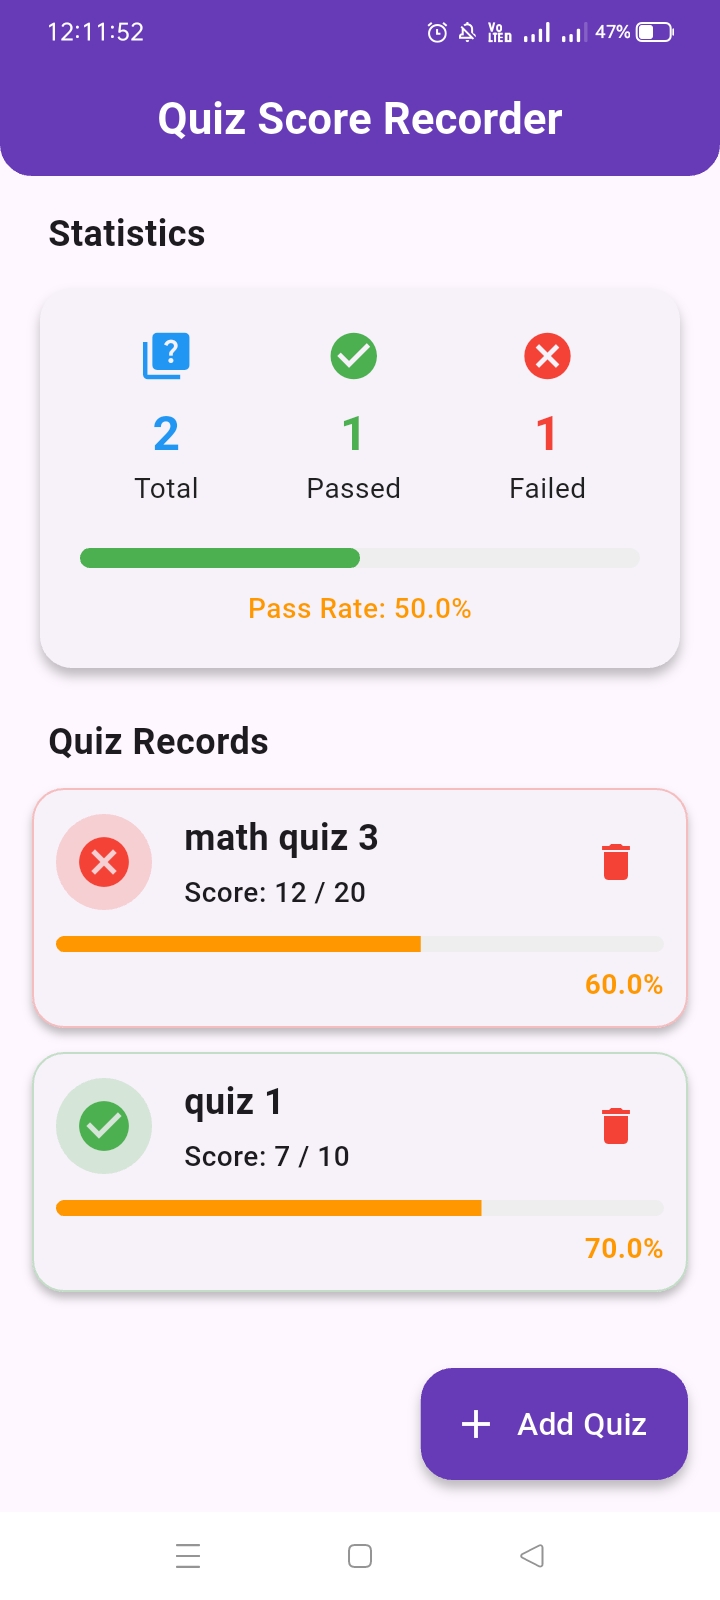 12:11:52 Vo LTE D 47%
Quiz Score Recorder
Statistics
?
2 1 1
Total Passed Failed
Pass Rate: 50.0%
Quiz Records
math quiz 3
Score: 12 / 20
60.0%
quiz 1
Score: 7 / 10
70.0%
+ Add Quiz